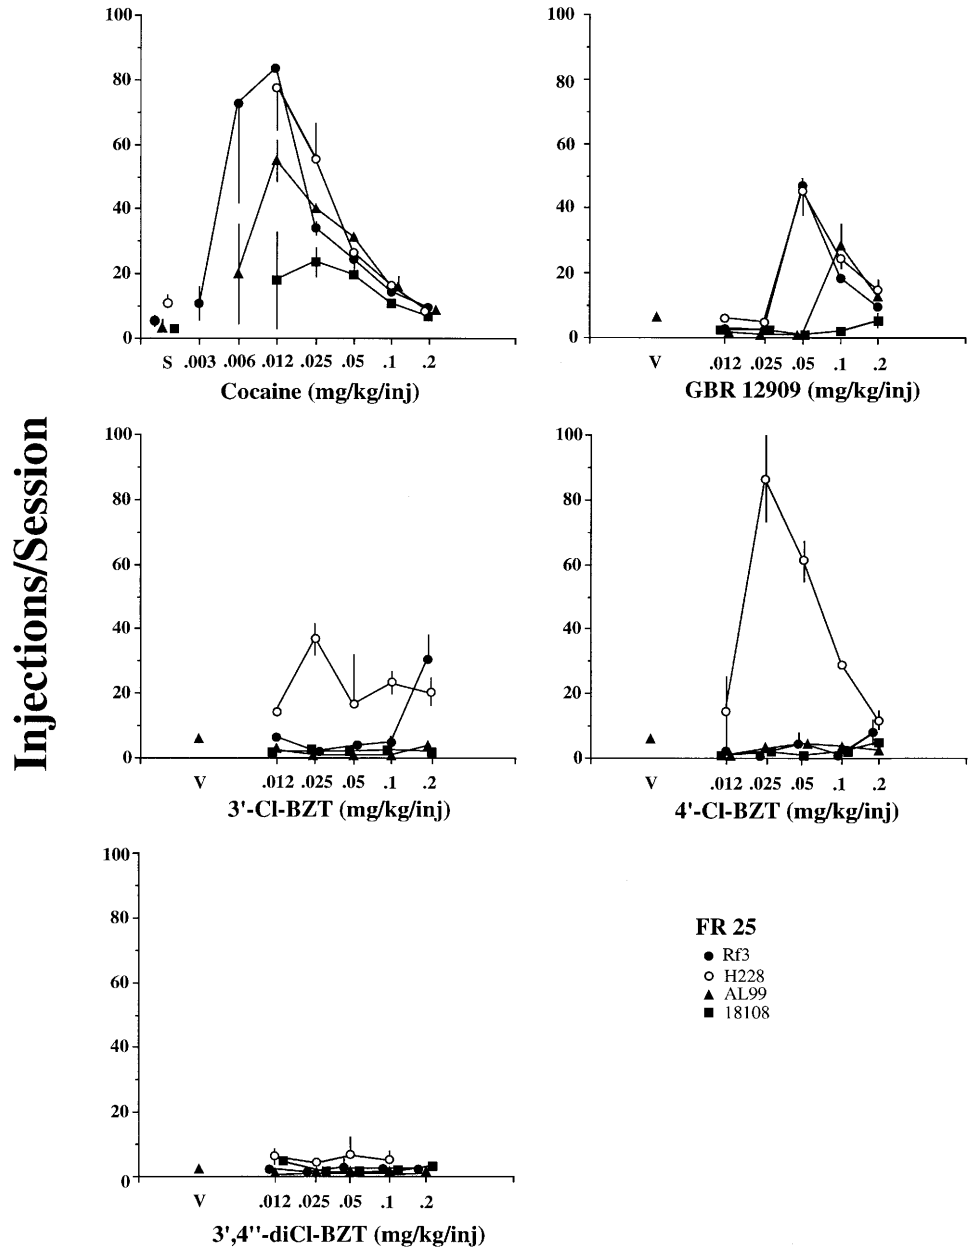 Injections/Session
100
80
60
40
20
0
S .003 .006 .012 .025 .05 .1 .2
Cocaine (mg/kg/inj)
100
80
60
40
20
0
V .012 .025 .05 .1 .2
GBR 12909 (mg/kg/inj)
100
80
60
40
20
0
V .012 .025 .05 .1 .2
3'-Cl-BZT (mg/kg/inj)
100
80
60
40
20
0
V .012 .025 .05 .1 .2
4'-Cl-BZT (mg/kg/inj)
100
80
60
40
20
0
V .012 .025 .05 .1 .2
3',4''-diCl-BZT (mg/kg/inj)
FR 25
Rf3
H228
AL99
18108